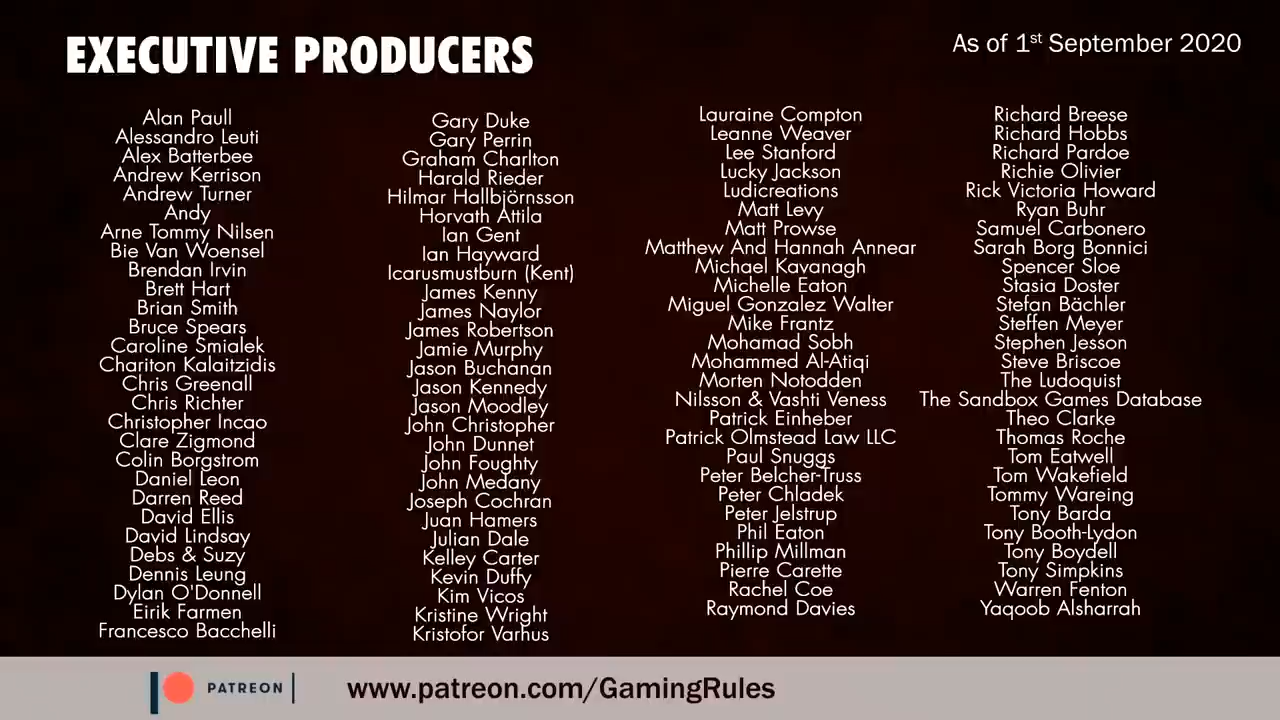 EXECUTIVE PRODUCERS
As of 1st September 2020
Alan Paull
Alessandro Leuti
Alex Batterbee
Andrew Kerrison
Andrew Turner
Andy
Arne Tommy Nilsen
Bie Van Woensel
Brendan Irvin
Brett Hart
Brian Smith
Bruce Spears
Caroline Smialek
Chariton Kalaitzidis
Chris Greenall
Chris Richter
Christopher Incao
Clare Zigmond
Colin Borgstrom
Daniel Leon
Darren Reed
David Ellis
David Lindsay
Debs & Suzy
Dennis Leung
Dylan O'Donnell
Eirik Farmen
Francesco Bacchelli
Gary Duke
Gary Perrin
Graham Charlton
Harald Rieder
Hilmar Hallbjörnsson
Horvath Attila
Ian Gent
Ian Hayward
Icarusmustburn (Kent)
James Kenny
James Naylor
James Robertson
Jamie Murphy
Jason Buchanan
Jason Kennedy
Jason Moodley
John Christopher
John Dunnet
John Foughty
John Medany
Joseph Cochran
Juan Hamers
Julian Dale
Kelley Carter
Kevin Duffy
Kim Vicos
Kristine Wright
Kristofor Varhus
Lauraine Compton
Leanne Weaver
Lee Stanford
Lucky Jackson
Ludicreations
Matt Levy
Matt Prowse
Matthew And Hannah Annear
Michael Kavanagh
Michelle Eaton
Miguel Gonzalez Walter
Mike Frantz
Mohamad Sobh
Mohammed Al-Atiqi
Morten Notodden
Nilsson & Vashti Veness
Patrick Einheber
Patrick Olmstead Law LLC
Paul Snuggs
Peter Belcher-Truss
Peter Chladek
Peter Jelstrup
Phil Eaton
Phillip Millman
Pierre Carette
Rachel Coe
Raymond Davies
Richard Breese
Richard Hobbs
Richard Pardoe
Richie Olivier
Rick Victoria Howard
Ryan Buhr
Samuel Carbonero
Sarah Borg Bonnici
Spencer Sloe
Stasia Doster
Stefan Bächler
Steffen Meyer
Stephen Jesson
Steve Briscoe
The Ludoquist
The Sandbox Games Database
Theo Clarke
Thomas Roche
Tom Eatwell
Tom Wakefield
Tommy Wareing
Tony Barda
Tony Booth-Lydon
Tony Boydell
Tony Simpkins
Warren Fenton
Yaqoob Alsharrah
PATREON
www.patreon.com/GamingRules